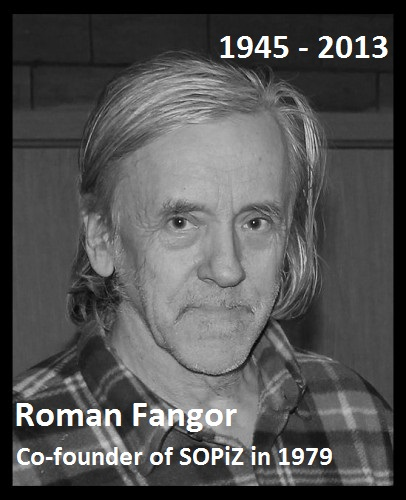 1945 - 2013
Roman Fangor
Co-founder of SOPiZ in 1979